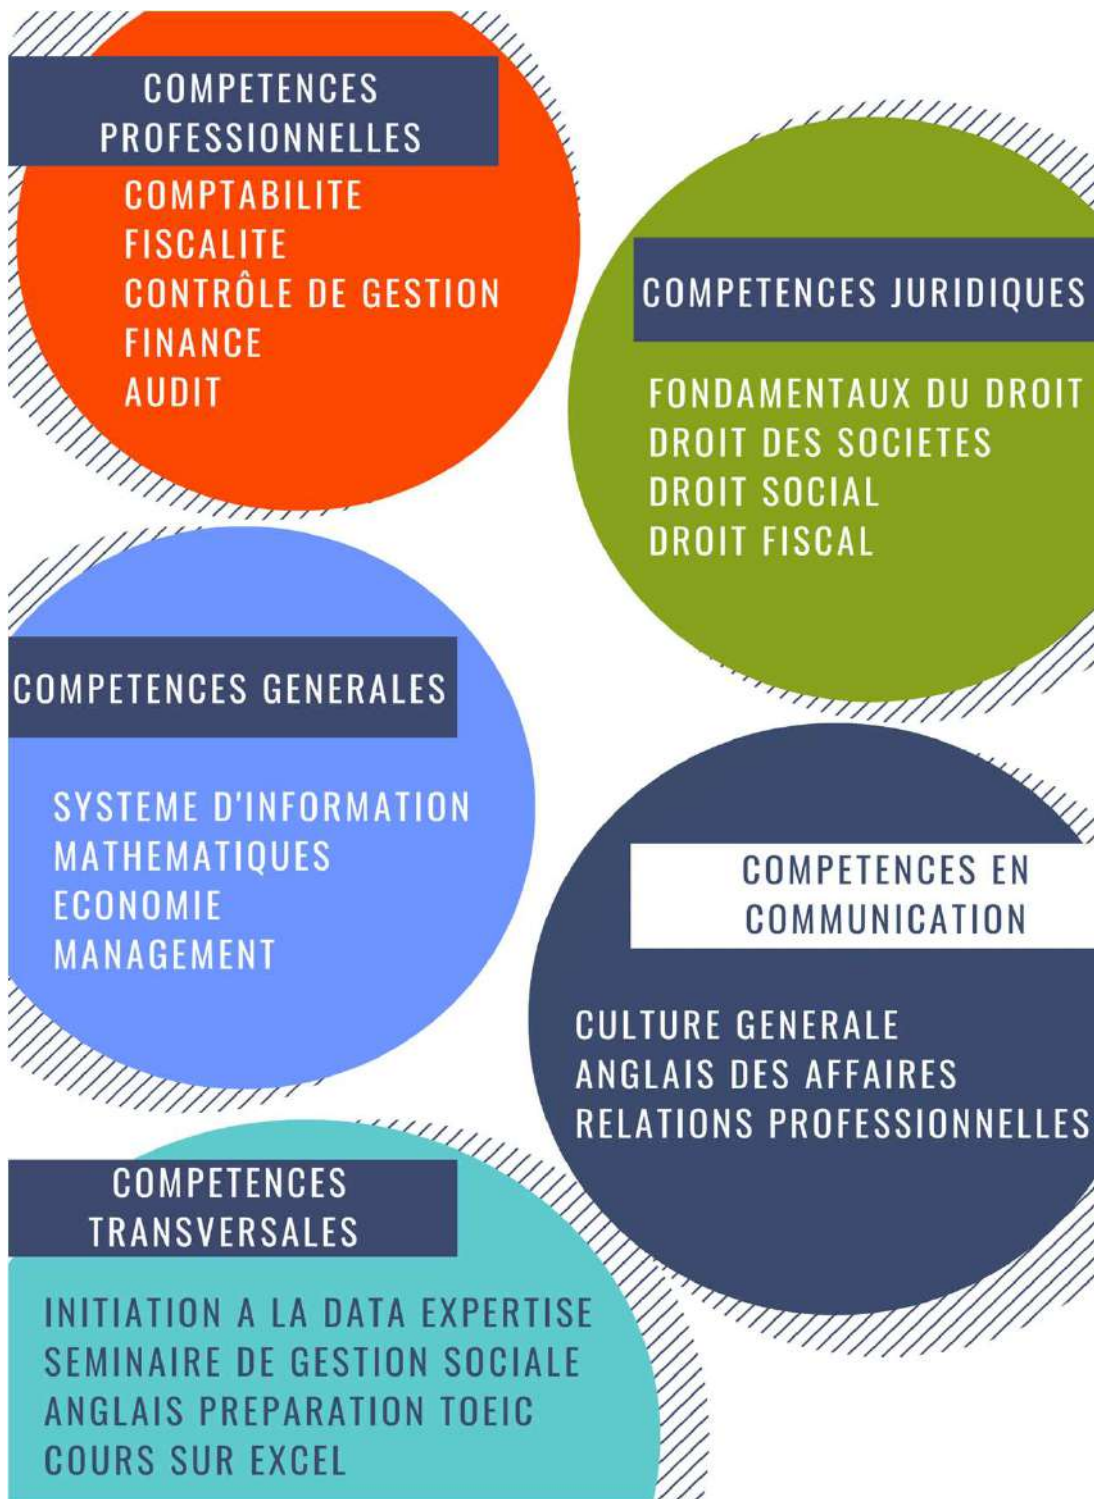 COMPETENCES
PROFESSIONNELLES
COMPTABILITE
FISCALITE
CONTRÔLE DE GESTION
FINANCE
AUDIT
COMPETENCES JURIDIQUES
FONDAMENTAUX DU DROIT
DROIT DES SOCIETES
DROIT SOCIAL
DROIT FISCAL
COMPETENCES GENERALES
SYSTEME D'INFORMATION
MATHEMATIQUES
ECONOMIE
MANAGEMENT
COMPETENCES EN
COMMUNICATION
CULTURE GENERALE
ANGLAIS DES AFFAIRES
RELATIONS PROFESSIONNELLES
COMPETENCES
TRANSVERSALES
INITIATION A LA DATA EXPERTISE
SEMINAIRE DE GESTION SOCIALE
ANGLAIS PREPARATION TOEIC
COURS SUR EXCEL